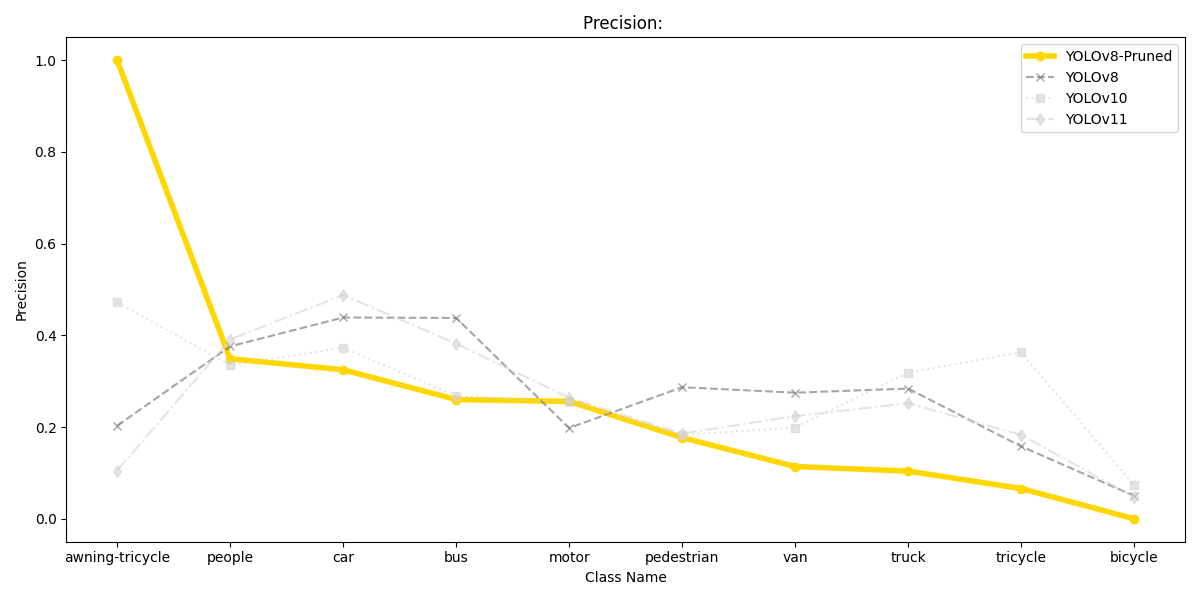 Precision:
YOLOv8-Pruned
YOLOv8
YOLOv10
YOLOv11
1.0
0.8
0.6
0.4
0.2
0.0
Precision
awning-tricycle people car bus motor pedestrian van truck tricycle bicycle
Class Name